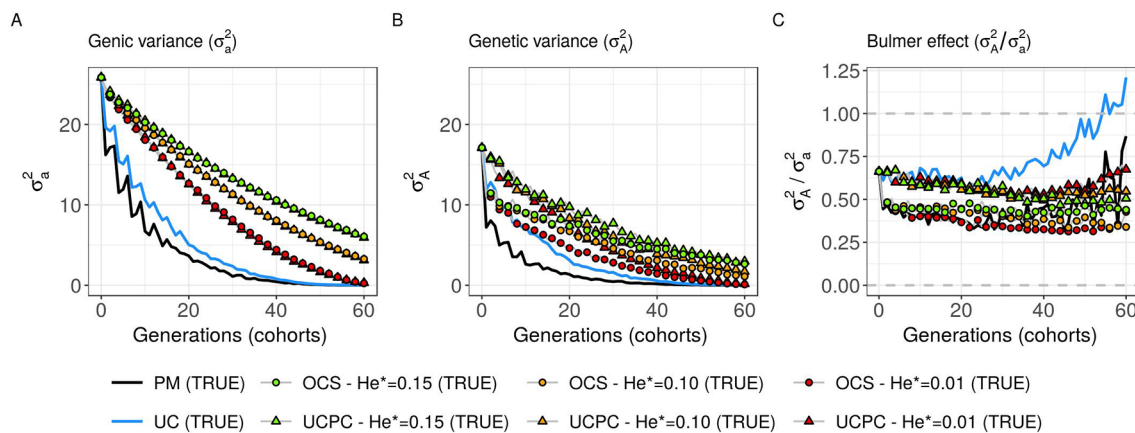 A
Genic variance (σ²a)
σ²a
20
10
0
0 20 40 60
Generations (cohorts)
B
Genetic variance (σ²A)
σ²A
20
10
0
0 20 40 60
Generations (cohorts)
C
Bulmer effect (σ²A/σ²a)
σ²A / σ²a
1.25
1.00
0.75
0.50
0.25
0.00
0 20 40 60
Generations (cohorts)
PM (TRUE) OCS - He*=0.15 (TRUE) OCS - He*=0.10 (TRUE) OCS - He*=0.01 (TRUE)
UC (TRUE) UCPC - He*=0.15 (TRUE) UCPC - He*=0.10 (TRUE) UCPC - He*=0.01 (TRUE)